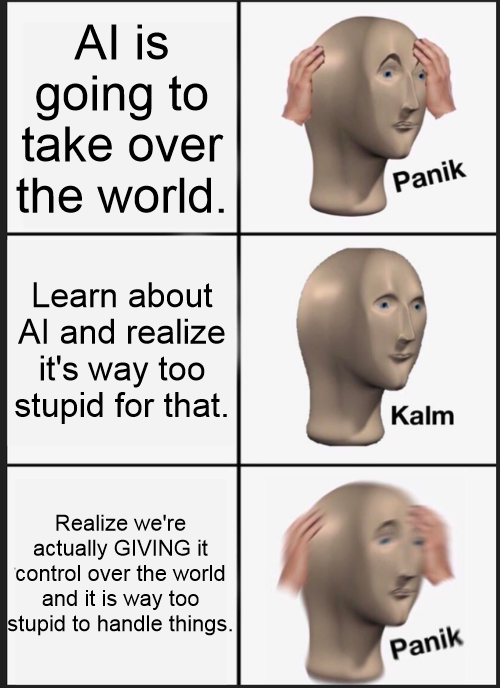 AI is
going to
take over
the world.
Panik
Learn about
AI and realize
it's way too
stupid for that.
Kalm
Realize we're
actually GIVING it
control over the world
and it is way too
stupid to handle things.
Panik